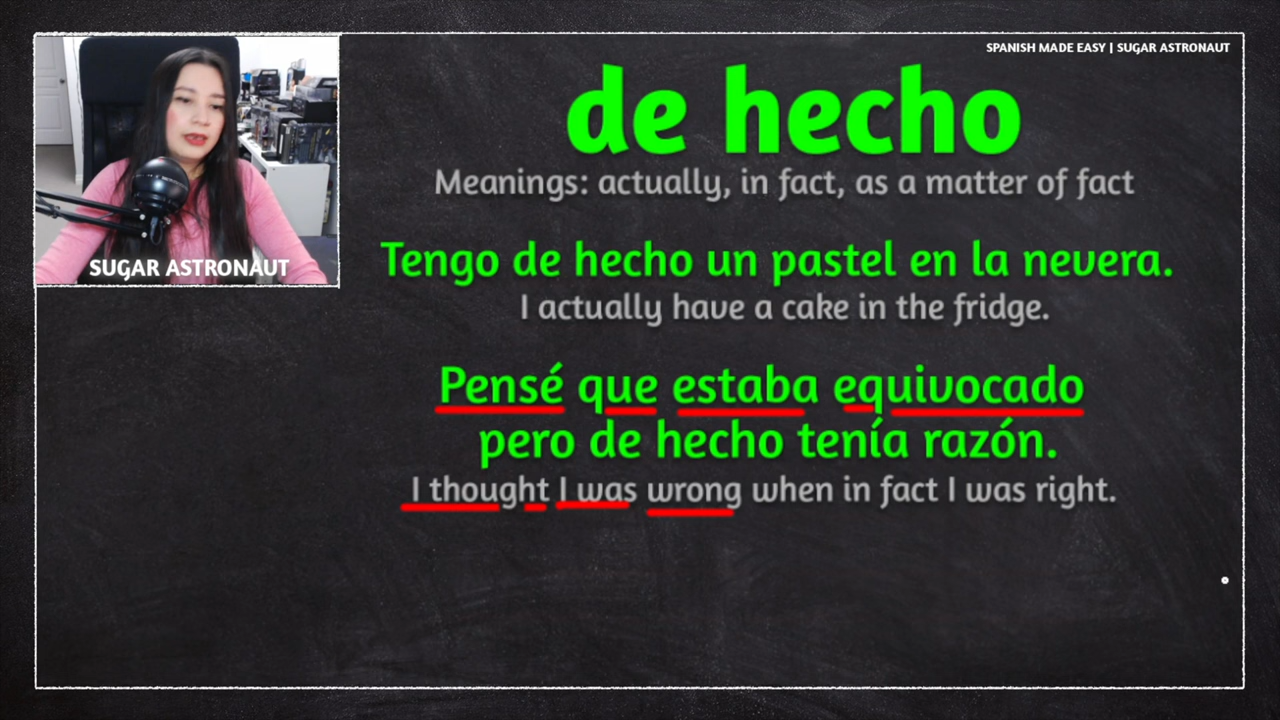 SPANISH MADE EASY | SUGAR ASTRONAUT
de hecho
Meanings: actually, in fact, as a matter of fact
SUGAR ASTRONAUT
Tengo de hecho un pastel en la nevera.
I actually have a cake in the fridge.
Pensé que estaba equivocado
pero de hecho tenía razón.
I thought I was wrong when in fact I was right.